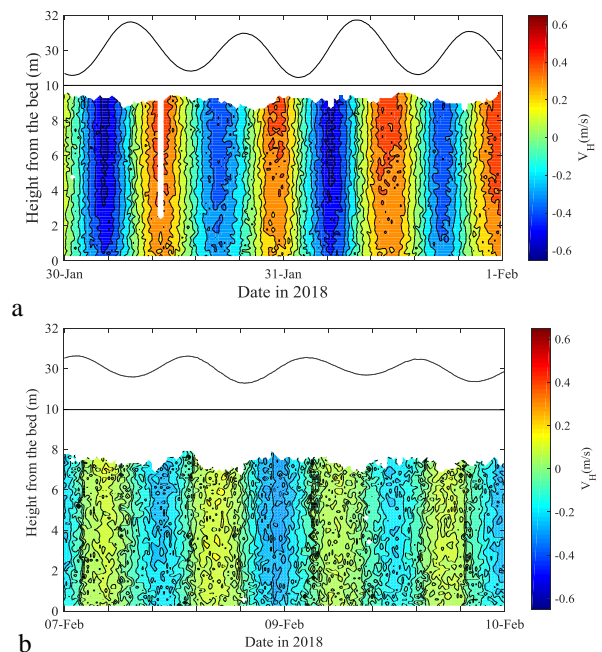 32
30
10
8
6
4
2
0
Height from the bed (m)
30-Jan
31-Jan
1-Feb
Date in 2018
0.6
0.4
0.2
0
-0.2
-0.4
-0.6
V_H(m/s)
a
32
30
10
8
6
4
2
0
Height from the bed (m)
07-Feb
09-Feb
10-Feb
Date in 2018
0.6
0.4
0.2
0
-0.2
-0.4
-0.6
V_H(m/s)
b